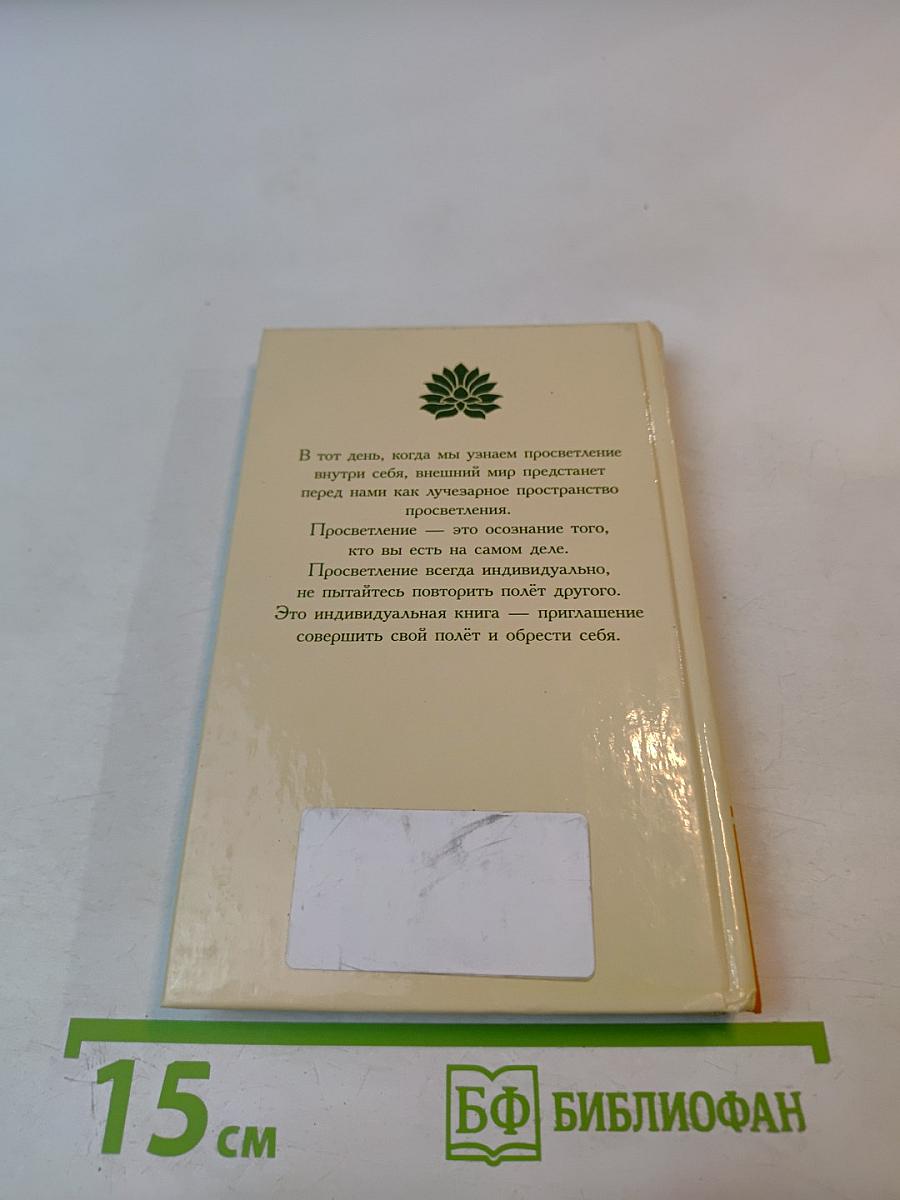 В тот день, когда мы узнаем просветление
внутри себя, внешний мир предстанет
перед нами как лучезарное пространство
просветления.
Просветление — это осознание того,
кто вы есть на самом деле.
Просветление всегда индивидуально,
не пытайтесь повторить полёт другого.
Это индивидуальная книга — приглашение
совершить свой полёт и обрести себя.
15 см
БФ БИБЛИОФАН